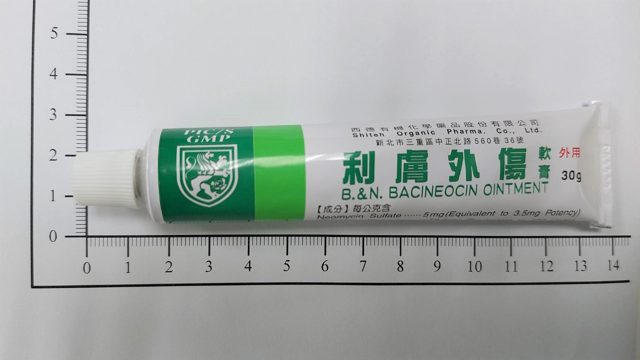 PIC/S
GMP
西德有機化學藥品股份有限公司
Shiteh Organic Pharma. Co., Ltd.
新北市三重區中正北路560巷36號
利膚外傷 軟膏 外用
B.&N. BACINEOCIN OINTMENT 30g
【成分】每公克含
Neomycin Sulfate ...... 5mg (Equivalent to 3.5mg Potency)
5
4
3
2
1
0
0 1 2 3 4 5 6 7 8 9 10 11 12 13 14